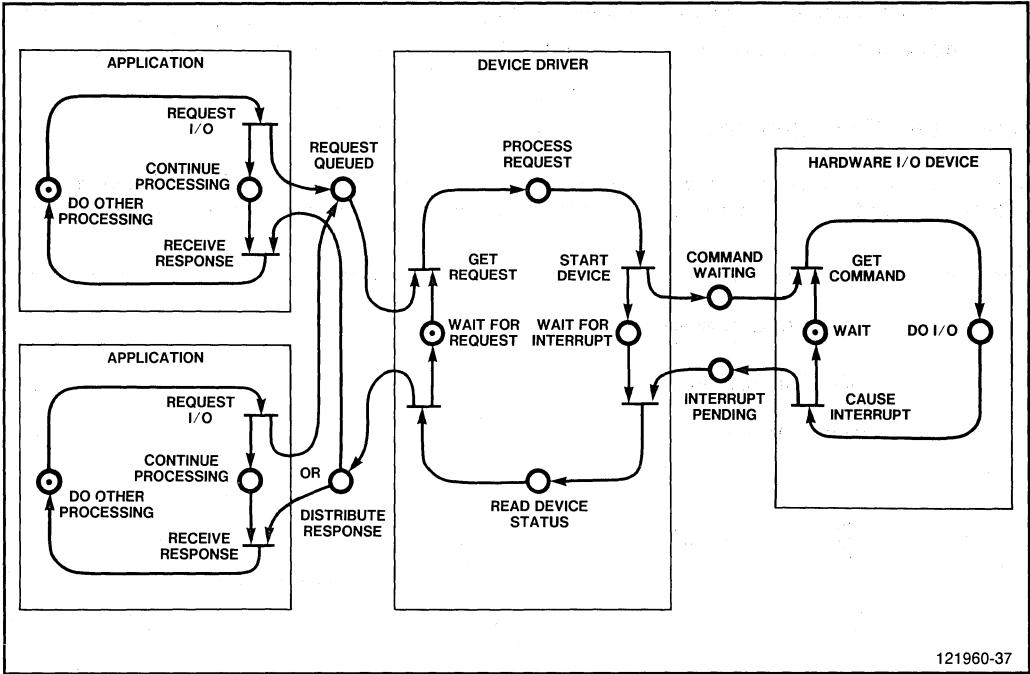 APPLICATION
REQUEST
I/O
CONTINUE
PROCESSING
DO OTHER
PROCESSING
RECEIVE
RESPONSE
REQUEST
QUEUED
DEVICE DRIVER
PROCESS
REQUEST
GET
REQUEST
START
DEVICE
WAIT FOR
REQUEST
WAIT FOR
INTERRUPT
READ DEVICE
STATUS
COMMAND
WAITING
INTERRUPT
PENDING
HARDWARE I/O DEVICE
GET
COMMAND
WAIT
DO I/O
CAUSE
INTERRUPT
APPLICATION
REQUEST
I/O
CONTINUE
PROCESSING
DO OTHER
PROCESSING
RECEIVE
RESPONSE
OR
DISTRIBUTE
RESPONSE
121960-37